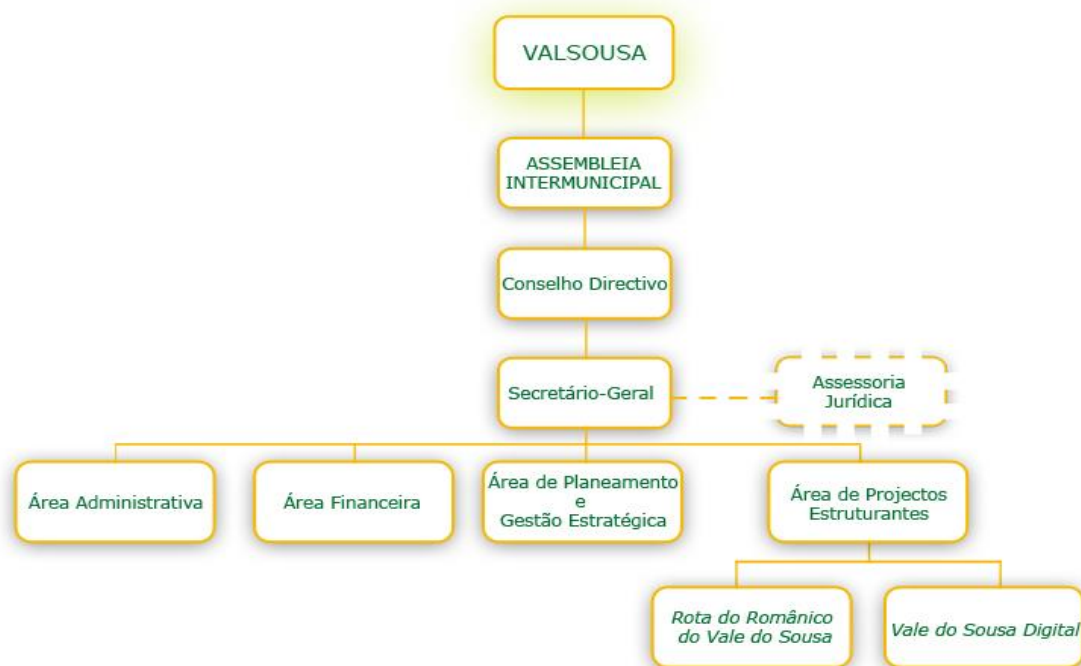 VALSOUSA
ASSEMBLEIA
INTERMUNICIPAL
Conselho Directivo
Secretário-Geral
Assessoria
Jurídica
Área Administrativa
Área Financeira
Área de Planeamento
e
Gestão Estratégica
Área de Projectos
Estruturantes
Rota do Românico
do Vale do Sousa
Vale do Sousa Digital